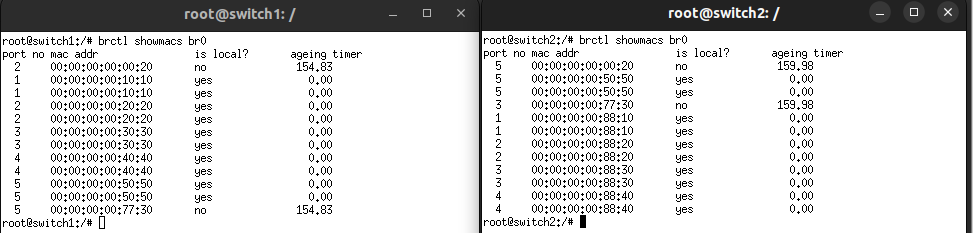 root@switch1: /
root@switch1:/# brctl showmacs br0
port no mac addr is local? ageing timer
2 00:00:00:00:00:20 no 154.83
1 00:00:00:00:10:10 yes 0.00
1 00:00:00:00:10:10 yes 0.00
2 00:00:00:00:20:20 yes 0.00
2 00:00:00:00:20:20 yes 0.00
3 00:00:00:00:30:30 yes 0.00
3 00:00:00:00:30:30 yes 0.00
4 00:00:00:00:40:40 yes 0.00
4 00:00:00:00:40:40 yes 0.00
5 00:00:00:00:50:50 yes 0.00
5 00:00:00:00:50:50 yes 0.00
5 00:00:00:00:77:30 no 154.83
root@switch1:/#
root@switch2: /
root@switch2:/# brctl showmacs br0
port no mac addr is local? ageing timer
5 00:00:00:00:00:20 no 159.98
5 00:00:00:00:50:50 yes 0.00
5 00:00:00:00:50:50 yes 0.00
3 00:00:00:00:77:30 no 159.98
1 00:00:00:00:88:10 yes 0.00
1 00:00:00:00:88:10 yes 0.00
2 00:00:00:00:88:20 yes 0.00
2 00:00:00:00:88:20 yes 0.00
3 00:00:00:00:88:30 yes 0.00
3 00:00:00:00:88:30 yes 0.00
4 00:00:00:00:88:40 yes 0.00
4 00:00:00:00:88:40 yes 0.00
root@switch2:/#